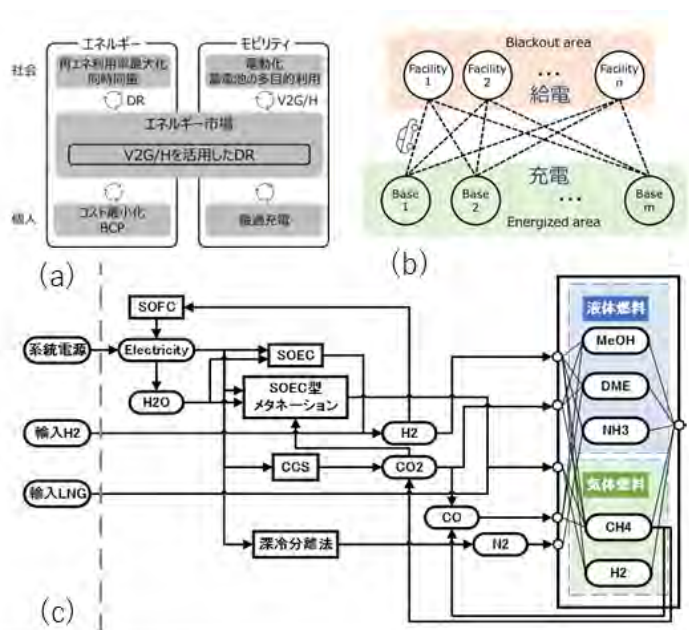 エネルギー
モビリティ
社会
再エネ利用率最大化
同時同量
電動化
蓄電池の多目的利用
DR
V2G/H
エネルギー市場
V2G/Hを活用したDR
個人
コスト最小化
BCP
最適充電
(a)
Blackout area
Facility
1
Facility
2
...
Facility
n
給電
充電
Base
1
Base
2
...
Base
m
Energized area
(b)
SOFC
系統電源
Electricity
SOEC
H2O
SOEC型
メタネーション
輸入H2
H2
CCS
CO2
輸入LNG
CO
深冷分離法
N2
液体燃料
MeOH
DME
NH3
気体燃料
CH4
H2
(c)